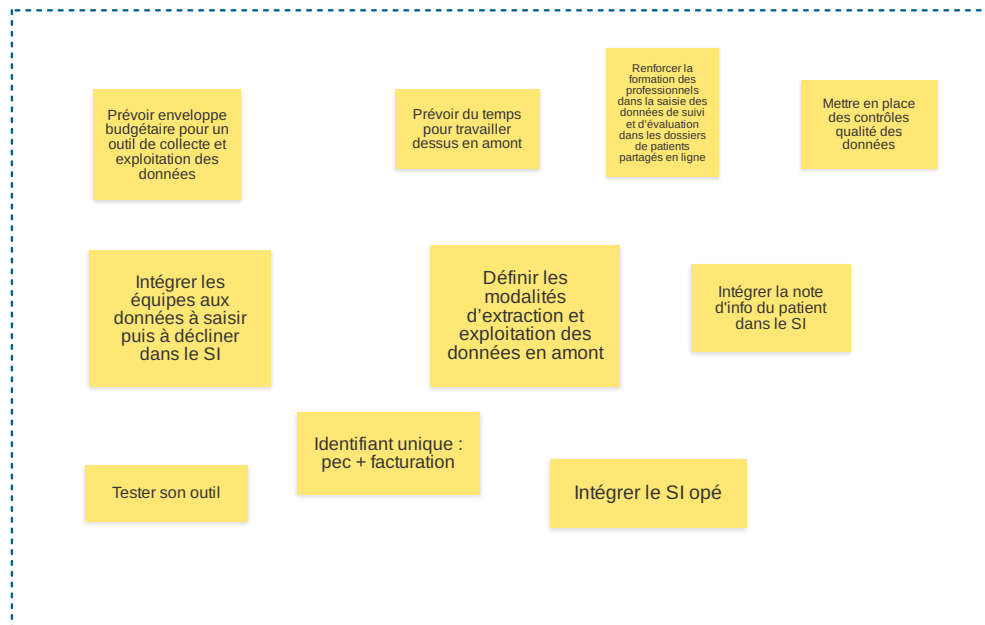 Prévoir enveloppe
budgétaire pour un
outil de collecte et
exploitation des
données
Prévoir du temps
pour travailler
dessus en amont
Renforcer la
formation des
professionnels
dans la saisie des
données de suivi
et d'évaluation
dans les dossiers
de patients
partagés en ligne
Mettre en place
des contrôles
qualité des
données
Intégrer les
équipes aux
données à saisir
puis à décliner
dans le SI
Définir les
modalités
d'extraction et
exploitation des
données en amont
Intégrer la note
d'info du patient
dans le SI
Identifiant unique :
pec + facturation
Tester son outil
Intégrer le SI opé